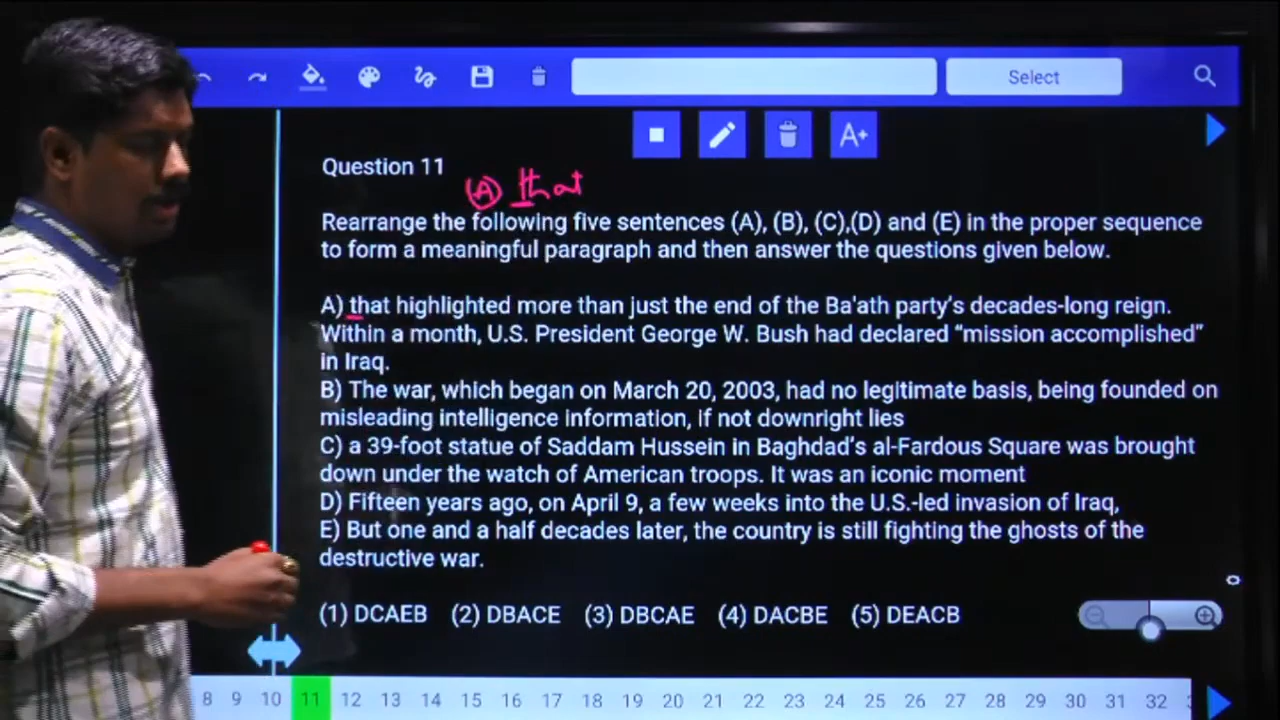 Select
A+
Question 11
(A) that
Rearrange the following five sentences (A), (B), (C),(D) and (E) in the proper sequence
to form a meaningful paragraph and then answer the questions given below.
A) that highlighted more than just the end of the Ba'ath party's decades-long reign.
Within a month, U.S. President George W. Bush had declared “mission accomplished”
in Iraq.
B) The war, which began on March 20, 2003, had no legitimate basis, being founded on
misleading intelligence information, if not downright lies
C) a 39-foot statue of Saddam Hussein in Baghdad's al-Fardous Square was brought
down under the watch of American troops. It was an iconic moment
D) Fifteen years ago, on April 9, a few weeks into the U.S.-led invasion of Iraq,
E) But one and a half decades later, the country is still fighting the ghosts of the
destructive war.
(1) DCAEB (2) DBACE (3) DBCAE (4) DACBE (5) DEACB
8 9 10 11 12 13 14 15 16 17 18 19 20 21 22 23 24 25 26 27 28 29 30 31 32